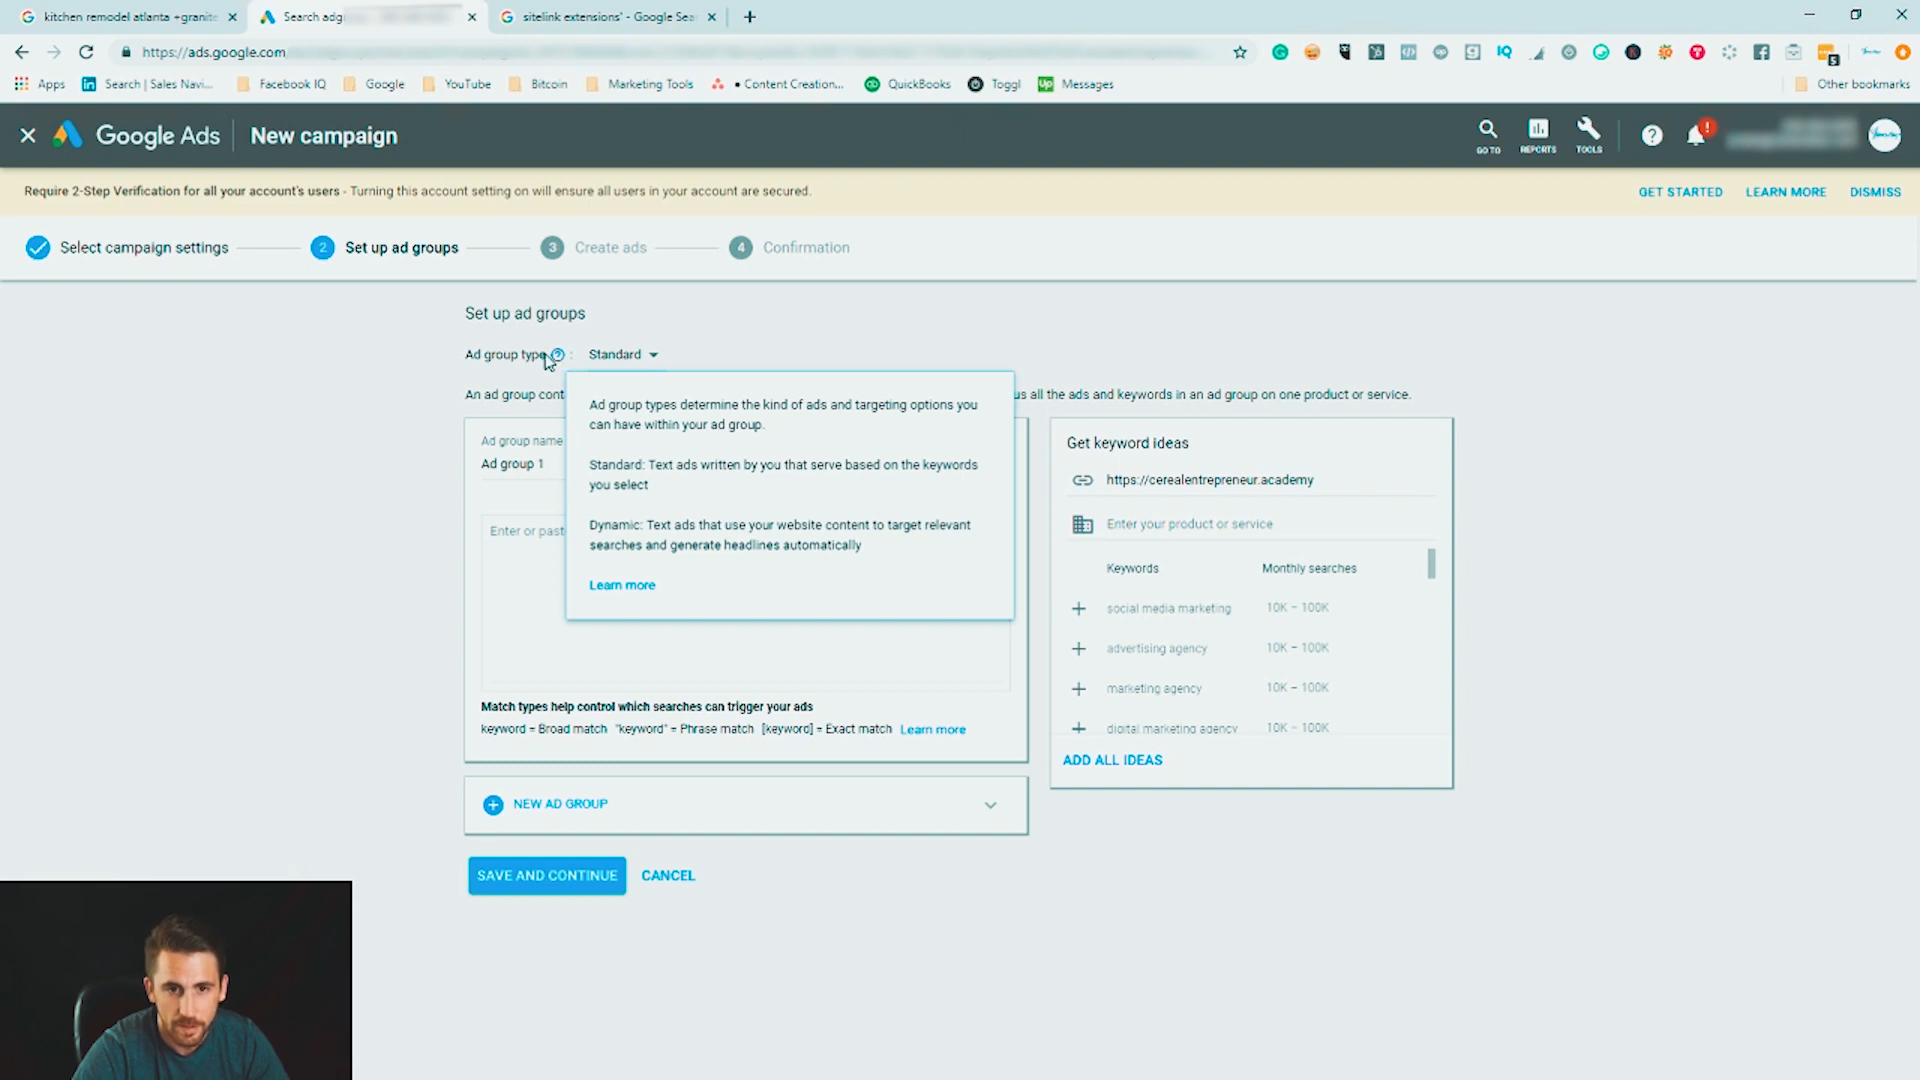 kitchen remodel atlanta +granite
Search adg
sitelink extensions' - Google Sea
https://ads.google.com
Apps
Search | Sales Navi...
Facebook IQ
Google
YouTube
Bitcoin
Marketing Tools
• Content Creation...
QuickBooks
Toggl
Messages
Other bookmarks
Google Ads
New campaign
GO TO
REPORTS
TOOLS
Require 2-Step Verification for all your account's users - Turning this account setting on will ensure all users in your account are secured.
GET STARTED
LEARN MORE
DISMISS
Select campaign settings
2
Set up ad groups
3
Create ads
4
Confirmation
Set up ad groups
Ad group type
Standard
An ad group cont
us all the ads and keywords in an ad group on one product or service.
Ad group types determine the kind of ads and targeting options you
can have within your ad group.
Standard: Text ads written by you that serve based on the keywords
you select
Dynamic: Text ads that use your website content to target relevant
searches and generate headlines automatically
Learn more
Ad group name
Ad group 1
Enter or past
Match types help control which searches can trigger your ads
keyword = Broad match "keyword" = Phrase match [keyword] = Exact match Learn more
NEW AD GROUP
SAVE AND CONTINUE
CANCEL
Get keyword ideas
https://cerealentrepreneur.academy
Enter your product or service
Keywords
Monthly searches
social media marketing
10K – 100K
advertising agency
10K – 100K
marketing agency
10K – 100K
digital marketing agency
10K – 100K
ADD ALL IDEAS